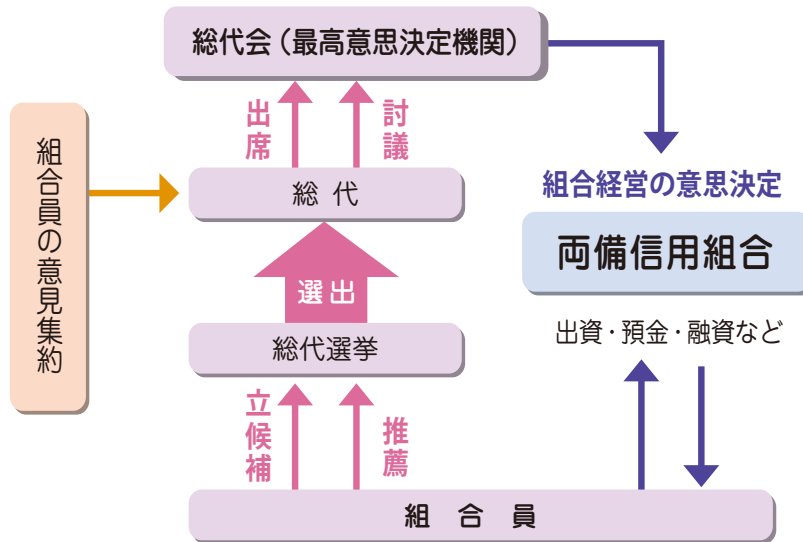 総代会（最高意思決定機関）
出席
討議
組合員の意見集約
総代
組合経営の意思決定
両備信用組合
選出
出資・預金・融資など
総代選挙
立候補
推薦
組合員